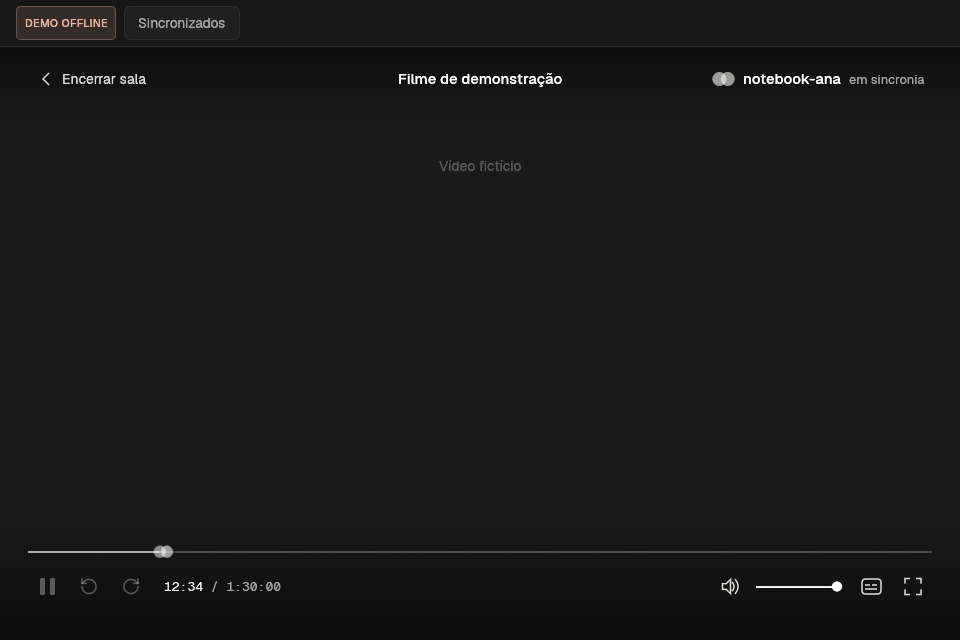 DEMO OFFLINE
Sincronizados
Encerrar sala
Filme de demonstração
notebook-ana em sincronia
Vídeo fictício
12:34 / 1:30:00